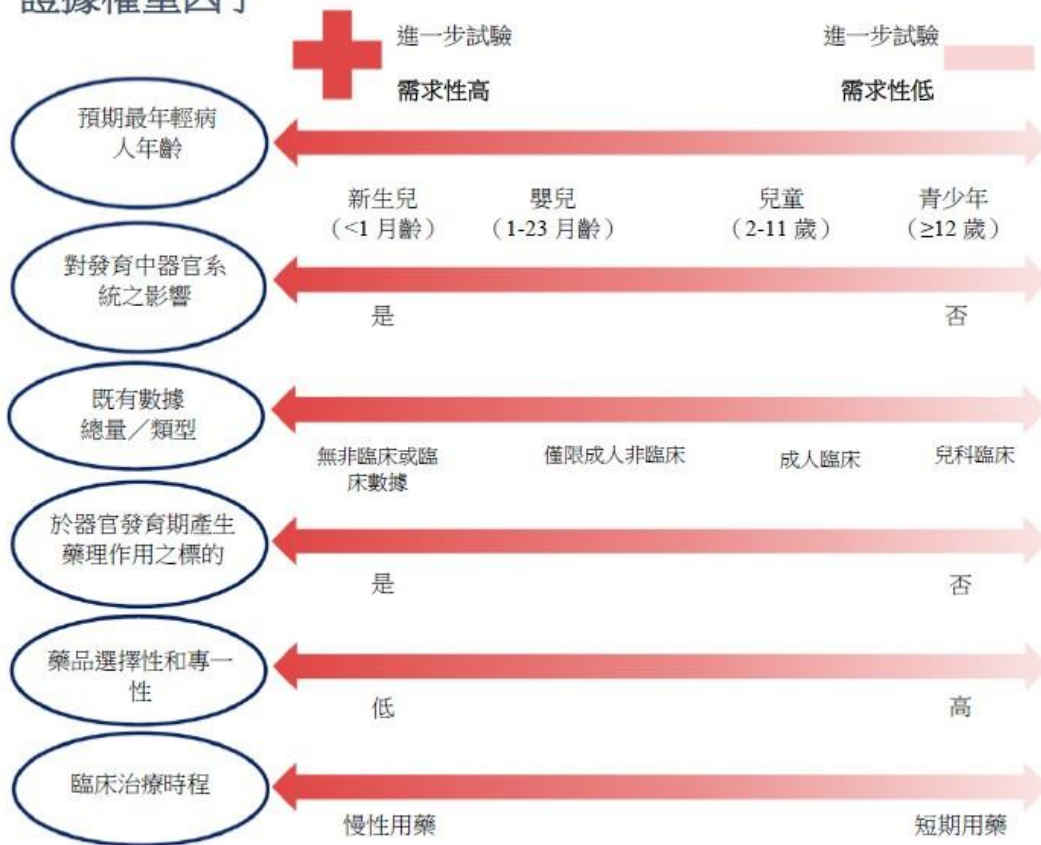 證據權重因子
進一步試驗
需求性高
進一步試驗
需求性低
預期最年輕病
人年齡
新生兒
(<1 月齡)
嬰兒
(1-23 月齡)
兒童
(2-11 歲)
青少年
(≥12 歲)
對發育中器官系
統之影響
是
否
既有數據
總量／類型
無非臨床或臨
床數據
僅限成人非臨床
成人臨床
兒科臨床
於器官發育期產生
藥理作用之標的
是
否
藥品選擇性和專一
性
低
高
臨床治療時程
慢性用藥
短期用藥